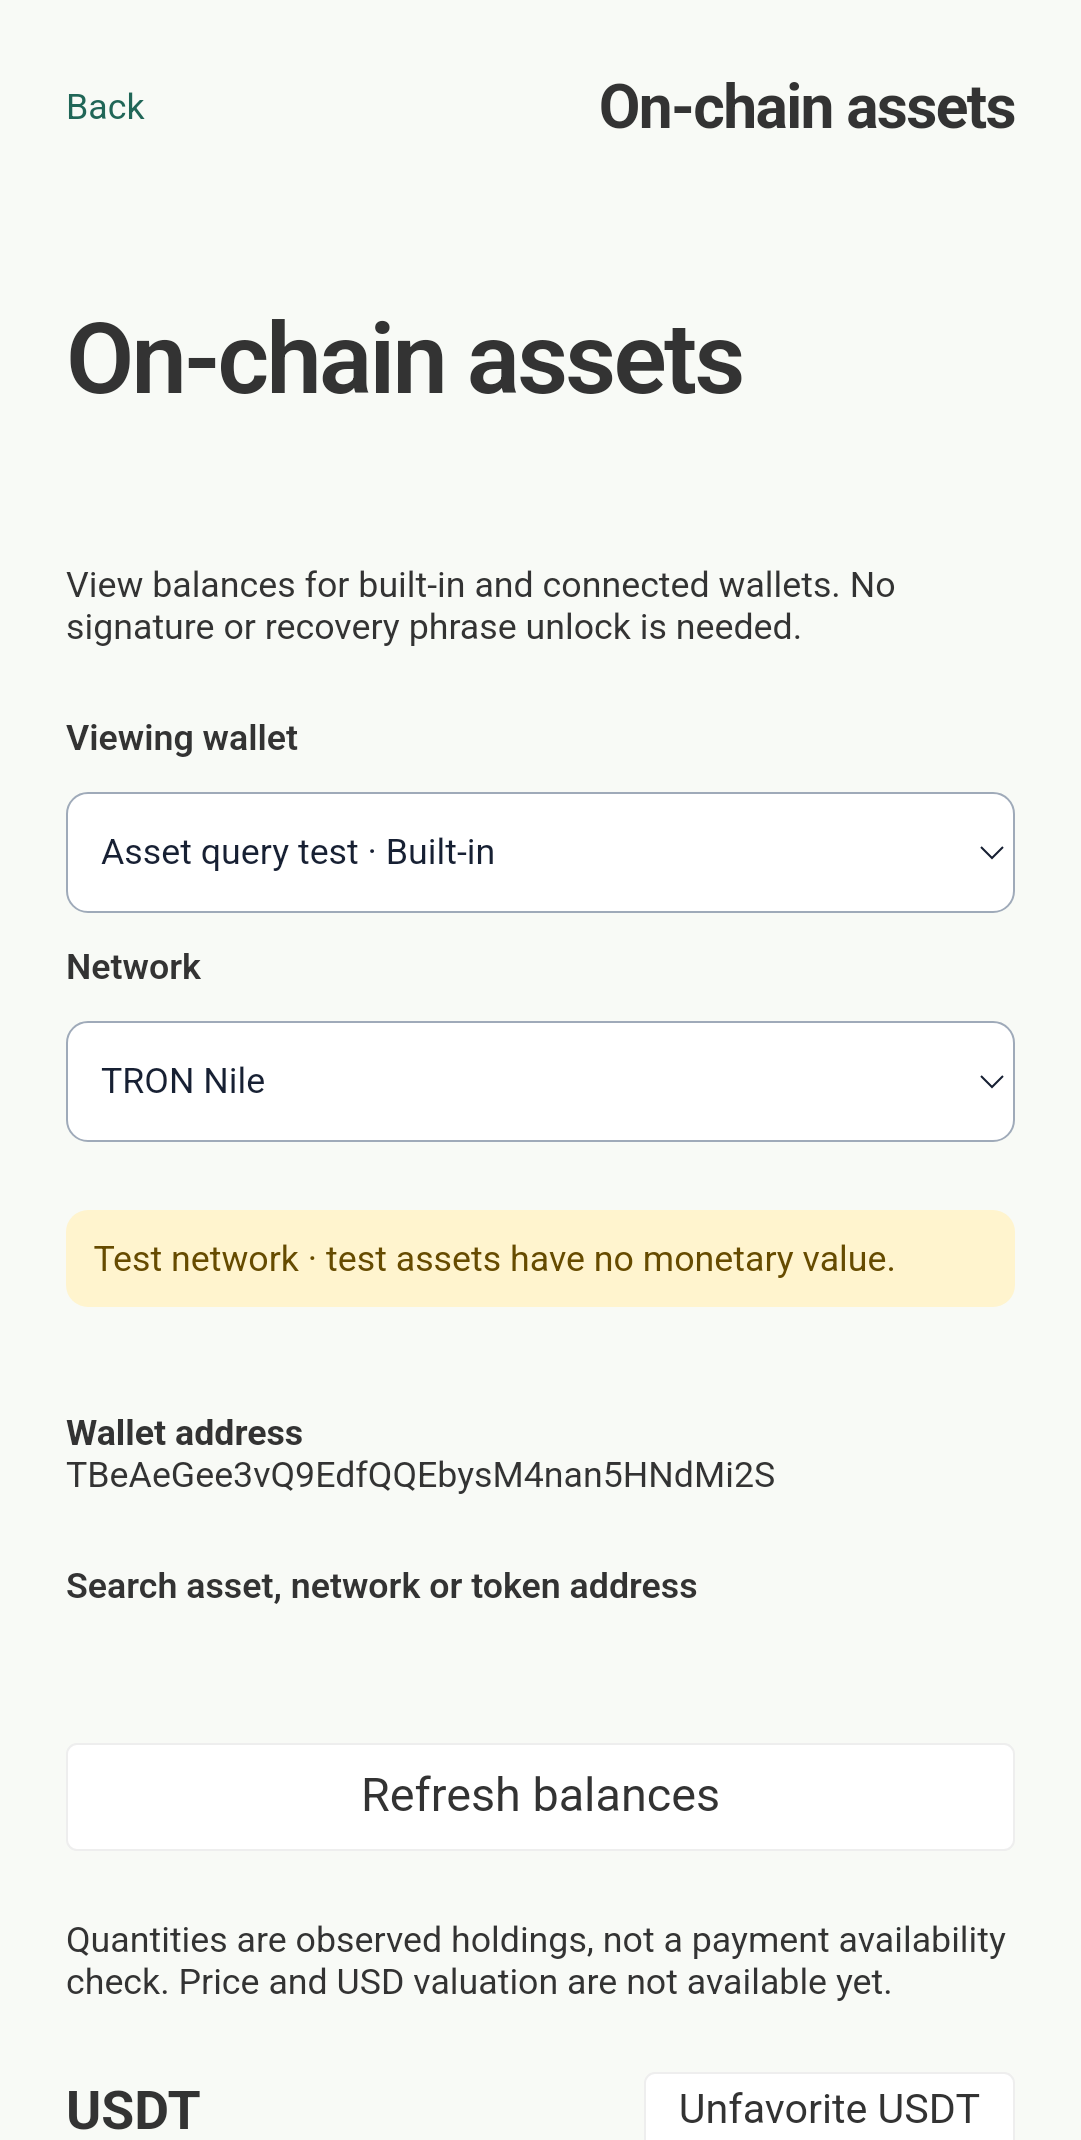 Back
On-chain assets
On-chain assets
View balances for built-in and connected wallets. No
signature or recovery phrase unlock is needed.
Viewing wallet
Asset query test · Built-in
Network
TRON Nile
Test network · test assets have no monetary value.
Wallet address
TBeAeGee3vQ9EdfQQEbysM4nan5HNdMi2S
Search asset, network or token address
Refresh balances
Quantities are observed holdings, not a payment availability
check. Price and USD valuation are not available yet.
USDT
Unfavorite USDT